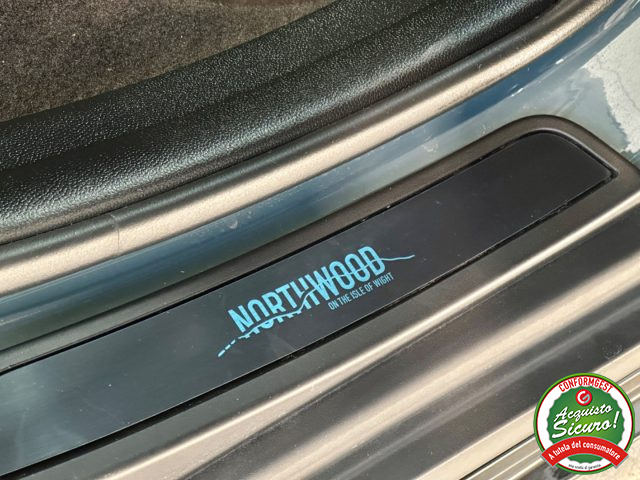 NORTHWOOD
ON THE ISLE OF WIGHT
CONFORMGEST
Acquisto
Sicuro!
A tutela del consumatore